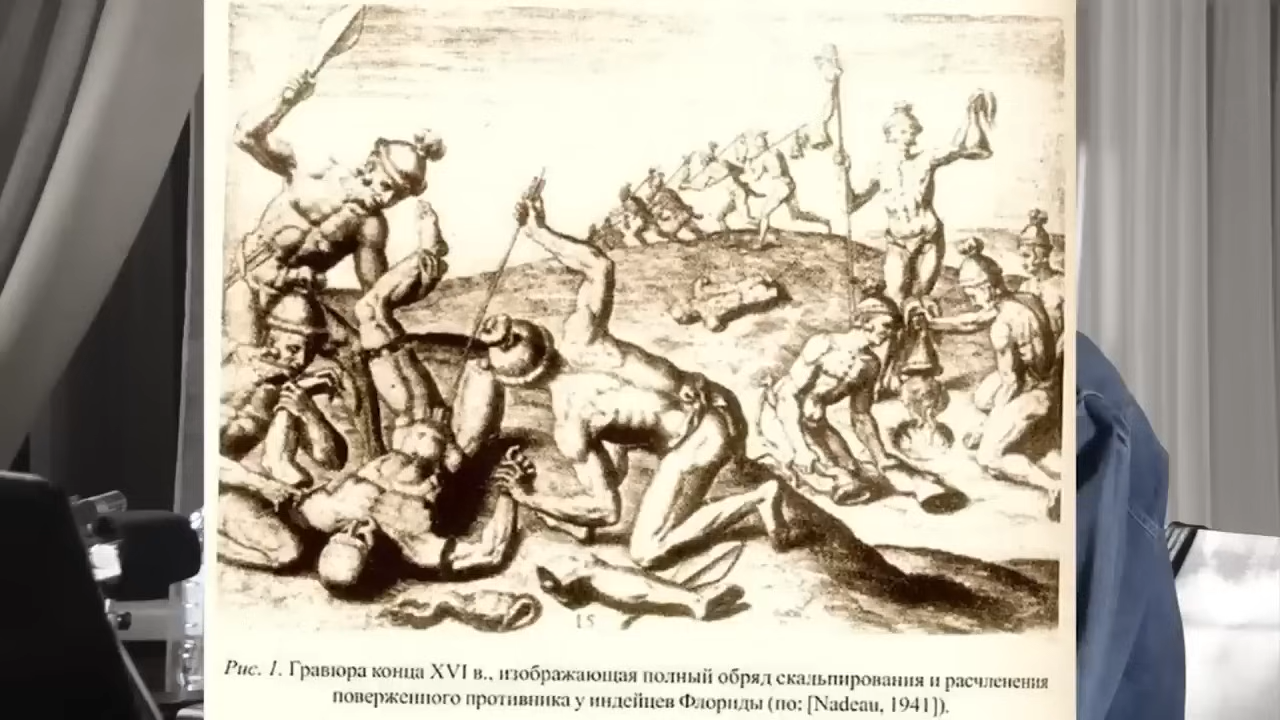 15
Рис. 1. Гравюра конца XVI в., изображающая полный обряд скальпирования и расчленения
поверженного противника у индейцев Флориды (по: [Nadeau, 1941]).